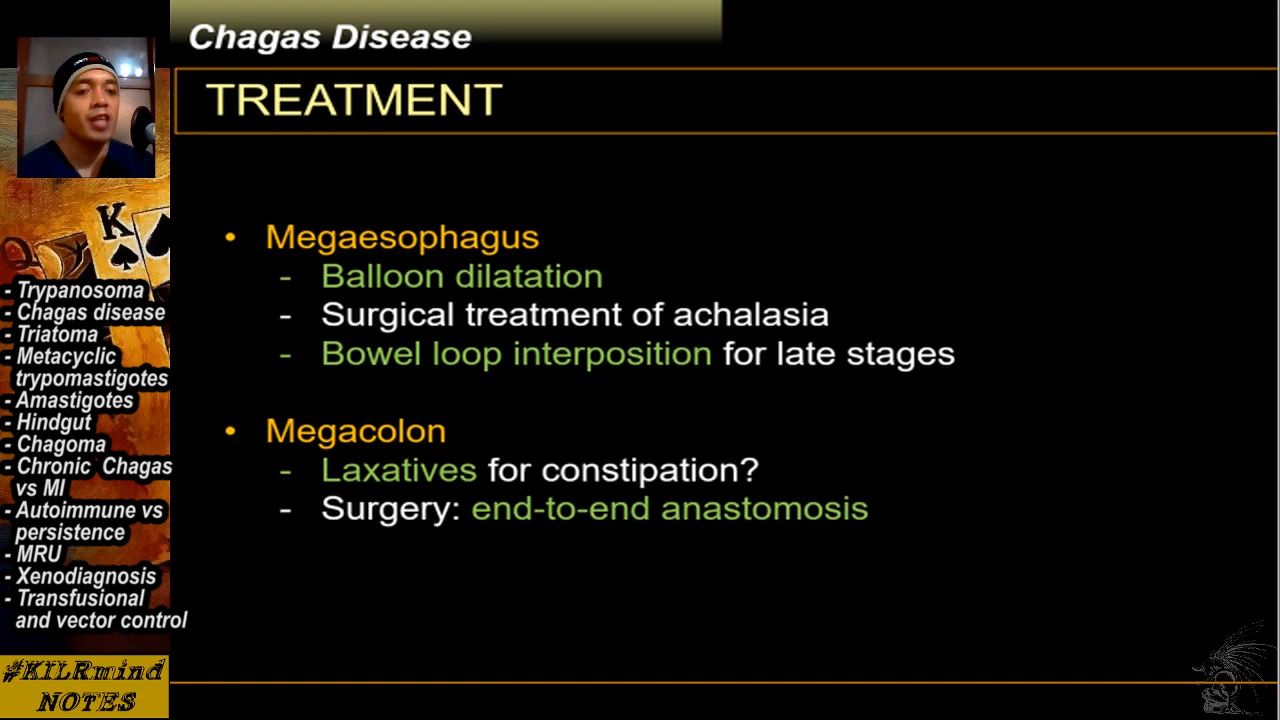 Chagas Disease
TREATMENT
• Megaesophagus
- Balloon dilatation
- Surgical treatment of achalasia
- Bowel loop interposition for late stages
• Megacolon
- Laxatives for constipation?
- Surgery: end-to-end anastomosis
K
- Trypanosoma
- Chagas disease
- Triatoma
- Metacyclic
trypomastigotes
- Amastigotes
- Hindgut
- Chagoma
- Chronic Chagas
vs MI
- Autoimmune vs
persistence
- MRU
- Xenodiagnosis
- Transfusional
and vector control
#KILRmind
NOTES